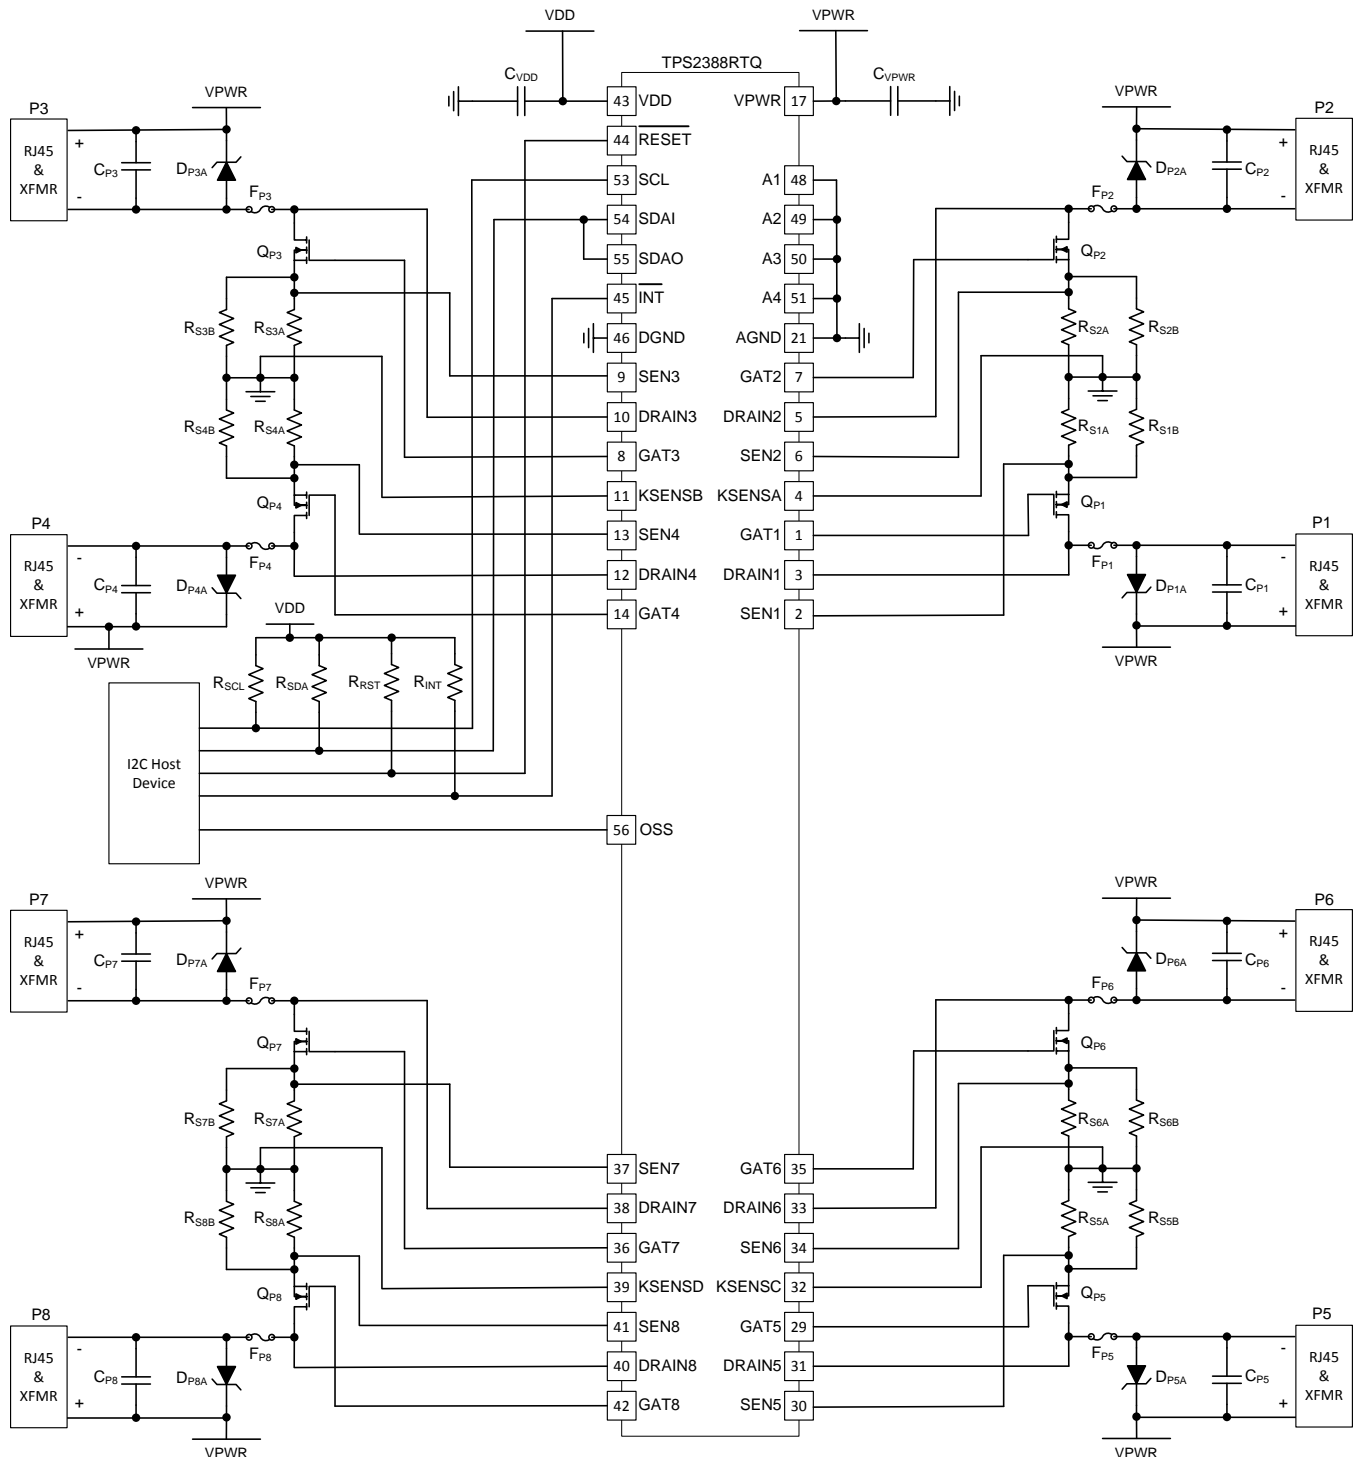 VDD
VPWR
TPS2388RTQ
CVDD
CVPWR
43 VDD
VPWR 17
44 RESET
53 SCL
A1 48
54 SDAI
A2 49
55 SDAO
A3 50
45 INT
A4 51
46 DGND
AGND 21
9 SEN3
GAT2 7
10 DRAIN3
DRAIN2 5
8 GAT3
SEN2 6
11 KSENSB
KSENSA 4
13 SEN4
GAT1 1
12 DRAIN4
DRAIN1 3
14 GAT4
SEN1 2
P3
VPWR
RJ45
&
XFMR
+
-
CP3
DP3A
FP3
QP3
RS3B
RS3A
RS4B
RS4A
QP4
P4
RJ45
&
XFMR
-
+
CP4
DP4A
FP4
VPWR
VPWR
P2
RJ45
&
XFMR
+
-
DP2A
CP2
FP2
QP2
RS2A
RS2B
RS1A
RS1B
QP1
P1
RJ45
&
XFMR
-
+
FP1
DP1A
CP1
VPWR
VDD
RSCL
RSDA
RRST
RINT
I2C Host
Device
56 OSS
P7
VPWR
RJ45
&
XFMR
+
-
CP7
DP7A
FP7
QP7
RS7B
RS7A
RS8B
RS8A
QP8
P8
RJ45
&
XFMR
-
+
CP8
DP8A
FP8
VPWR
37 SEN7
GAT6 35
38 DRAIN7
DRAIN6 33
36 GAT7
SEN6 34
39 KSENSD
KSENSC 32
41 SEN8
GAT5 29
40 DRAIN8
DRAIN5 31
42 GAT8
SEN5 30
VPWR
P6
RJ45
&
XFMR
+
-
DP6A
CP6
FP6
QP6
RS6A
RS6B
RS5A
RS5B
QP5
P5
RJ45
&
XFMR
-
+
FP5
DP5A
CP5
VPWR